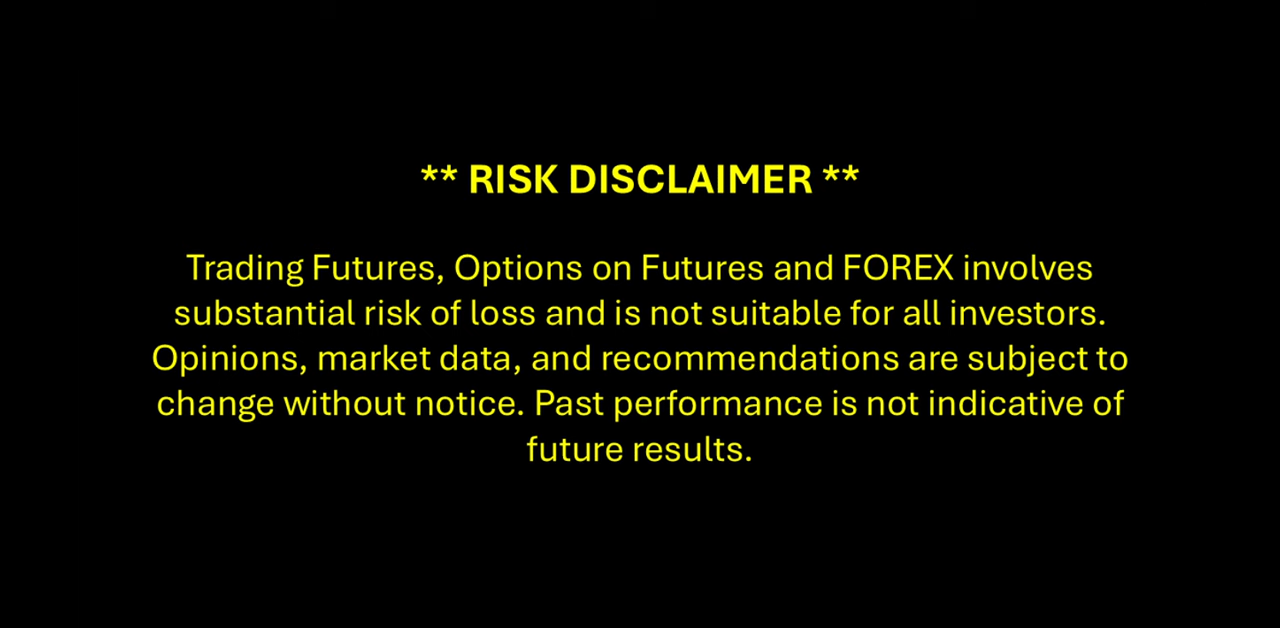 ** RISK DISCLAIMER **
Trading Futures, Options on Futures and FOREX involves
substantial risk of loss and is not suitable for all investors.
Opinions, market data, and recommendations are subject to
change without notice. Past performance is not indicative of
future results.